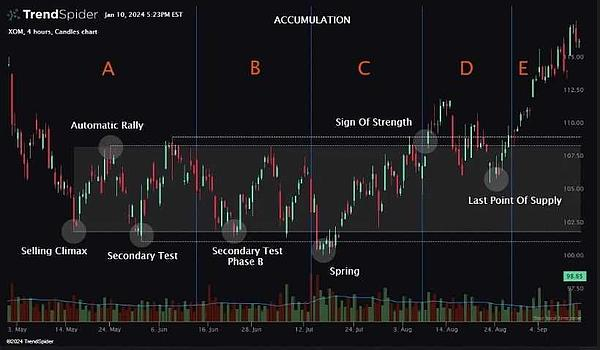 TrendSpider Jan 10, 2024 5:23PM EST
ACCUMULATION
XOM, 4 hours, Candles chart
A B C D E
115.00
112.50
Automatic Rally
Sign Of Strength
107.50
105.00
Last Point Of Supply
102.50
Selling Climax
Secondary Test
Secondary Test
Phase B
100.00
Spring
98.55
97.50
3. May 14. May 24. May 6. Jun 16. Jun 28. Jun 12. Jul 24. Jul 3. Aug 14. Aug 24. Aug 4. Sep
©2024 TrendSpider